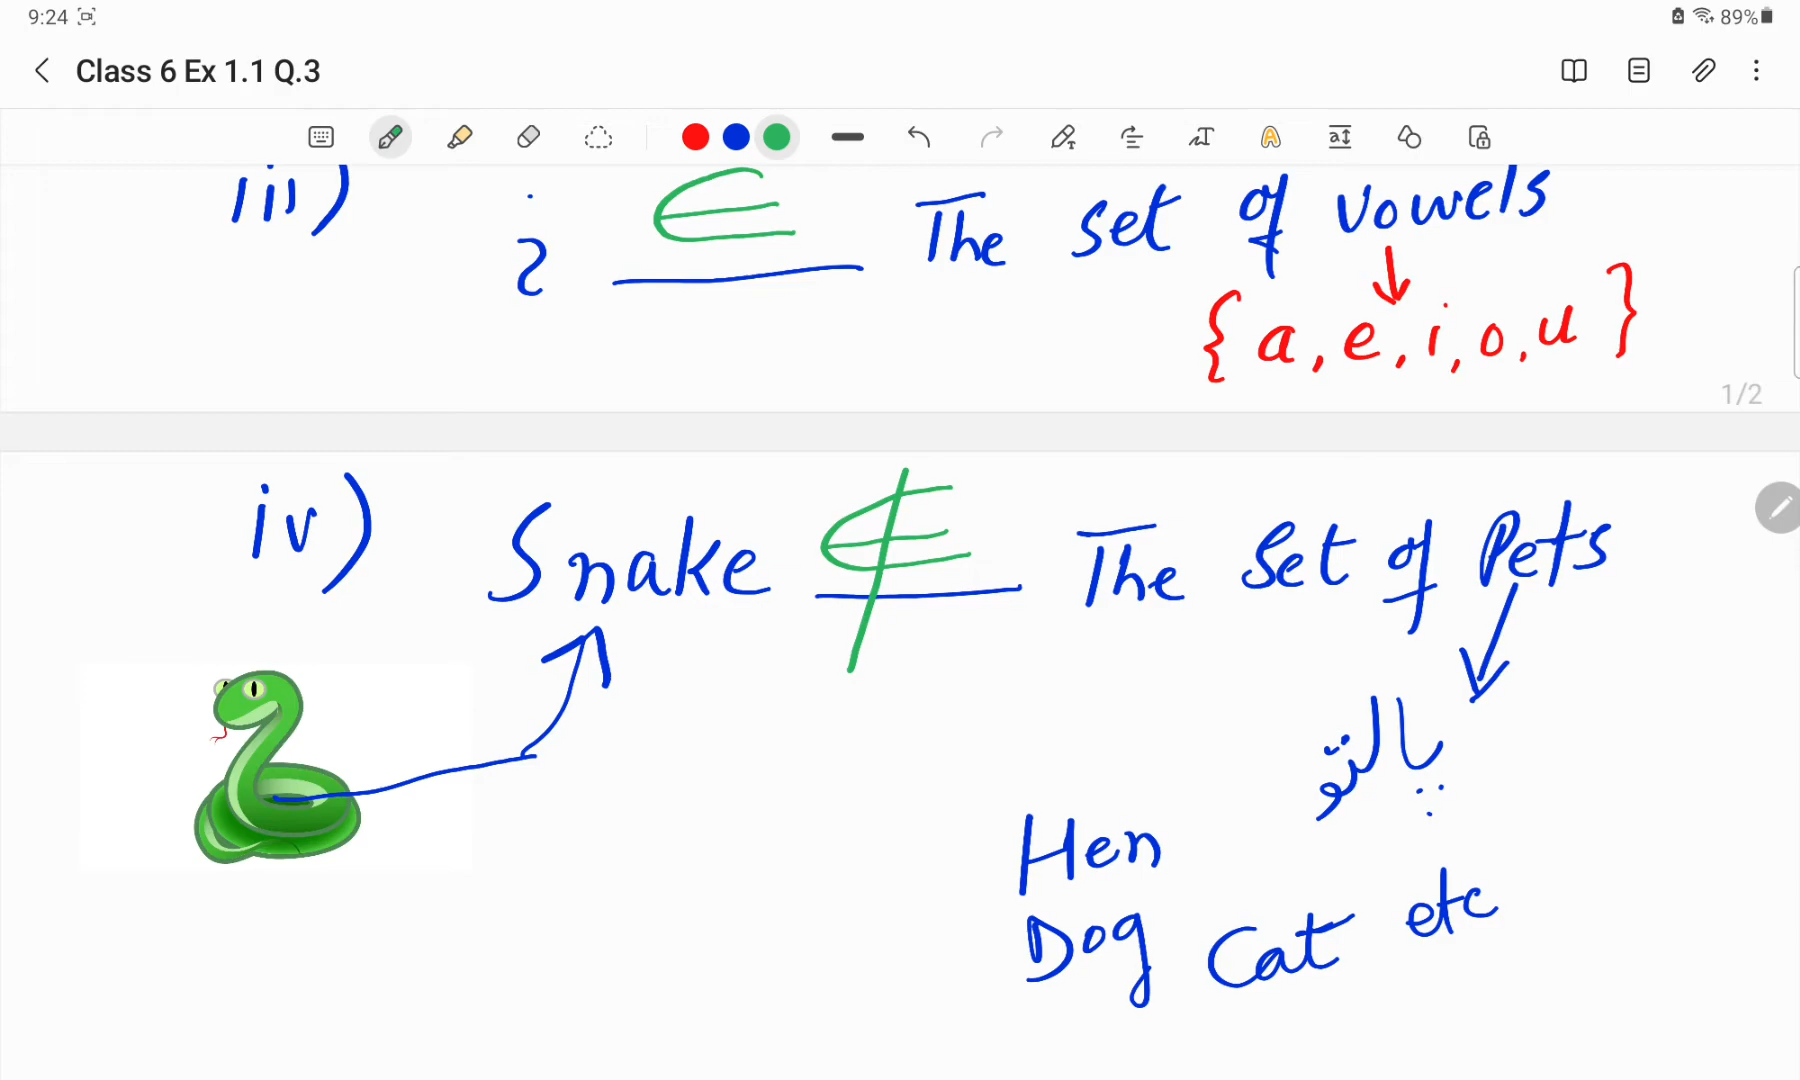 9:24 89%
Class 6 Ex 1.1 Q.3
iii) i ∈ The set of vowels
{ a, e, i, o, u }
1/2
iv) Snake ∉ The Set of Pets
پالتو
Hen
Dog Cat etc